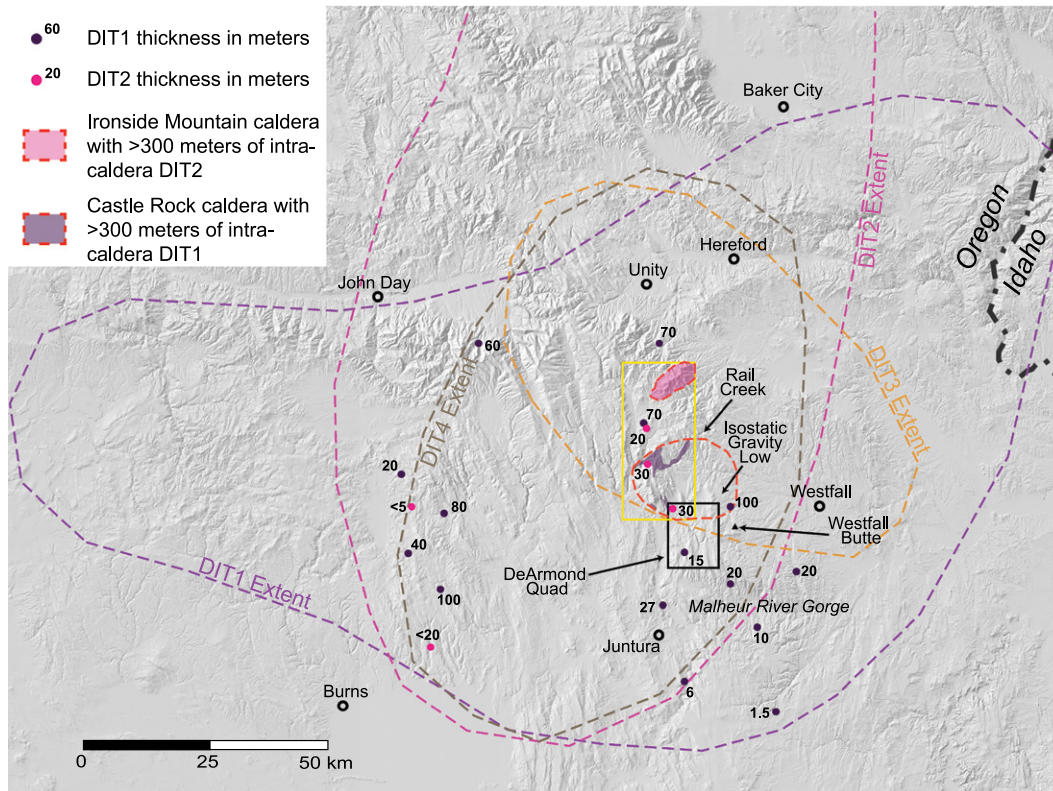 60
DIT1 thickness in meters
20
DIT2 thickness in meters
Ironside Mountain caldera
with >300 meters of intra-
caldera DIT2
Castle Rock caldera with
>300 meters of intra-
caldera DIT1
Baker City
Oregon
Idaho
DIT2 Extent
Hereford
Unity
John Day
60
70
DIT4 Extent
DIT3 Extent
Rail
Creek
Isostatic
Gravity
Low
70
20
30
20
<5
80
30
100
Westfall
Westfall
Butte
40
15
DeArmond
Quad
DIT1 Extent
100
20
20
27
Malheur River Gorge
10
<20
Juntura
6
1.5
Burns
0
25
50 km